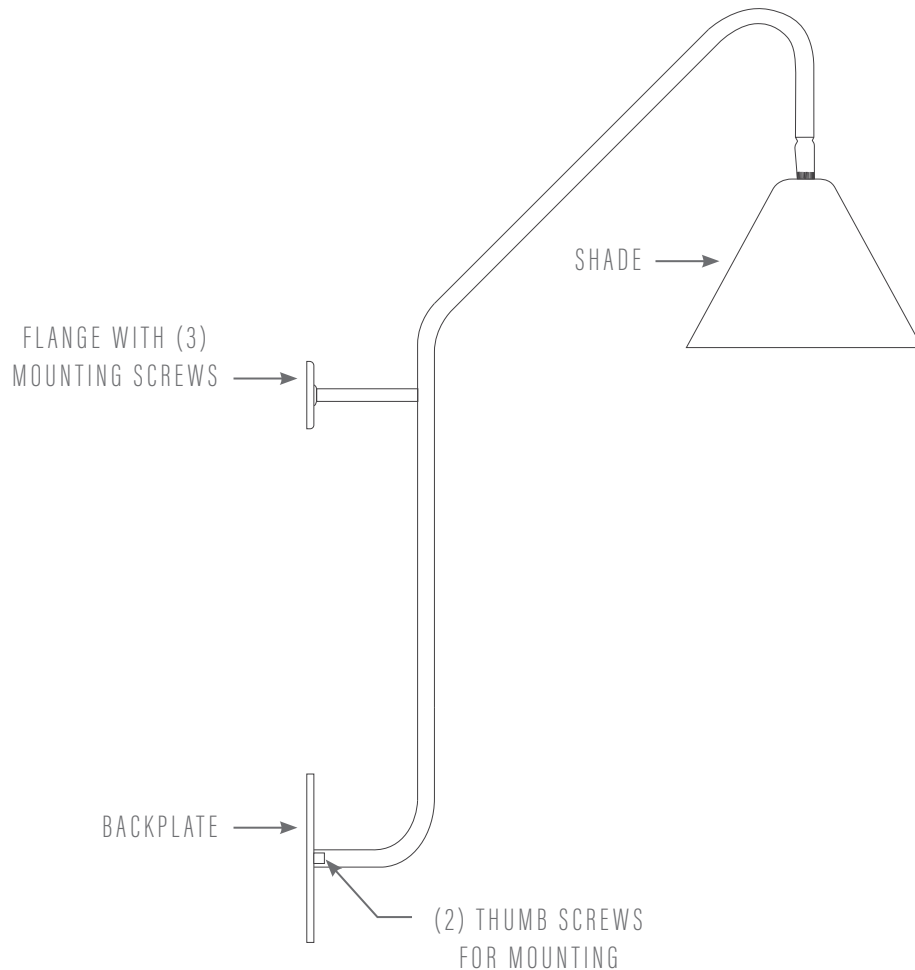 SHADE
FLANGE WITH (3)
MOUNTING SCREWS
BACKPLATE
(2) THUMB SCREWS
FOR MOUNTING